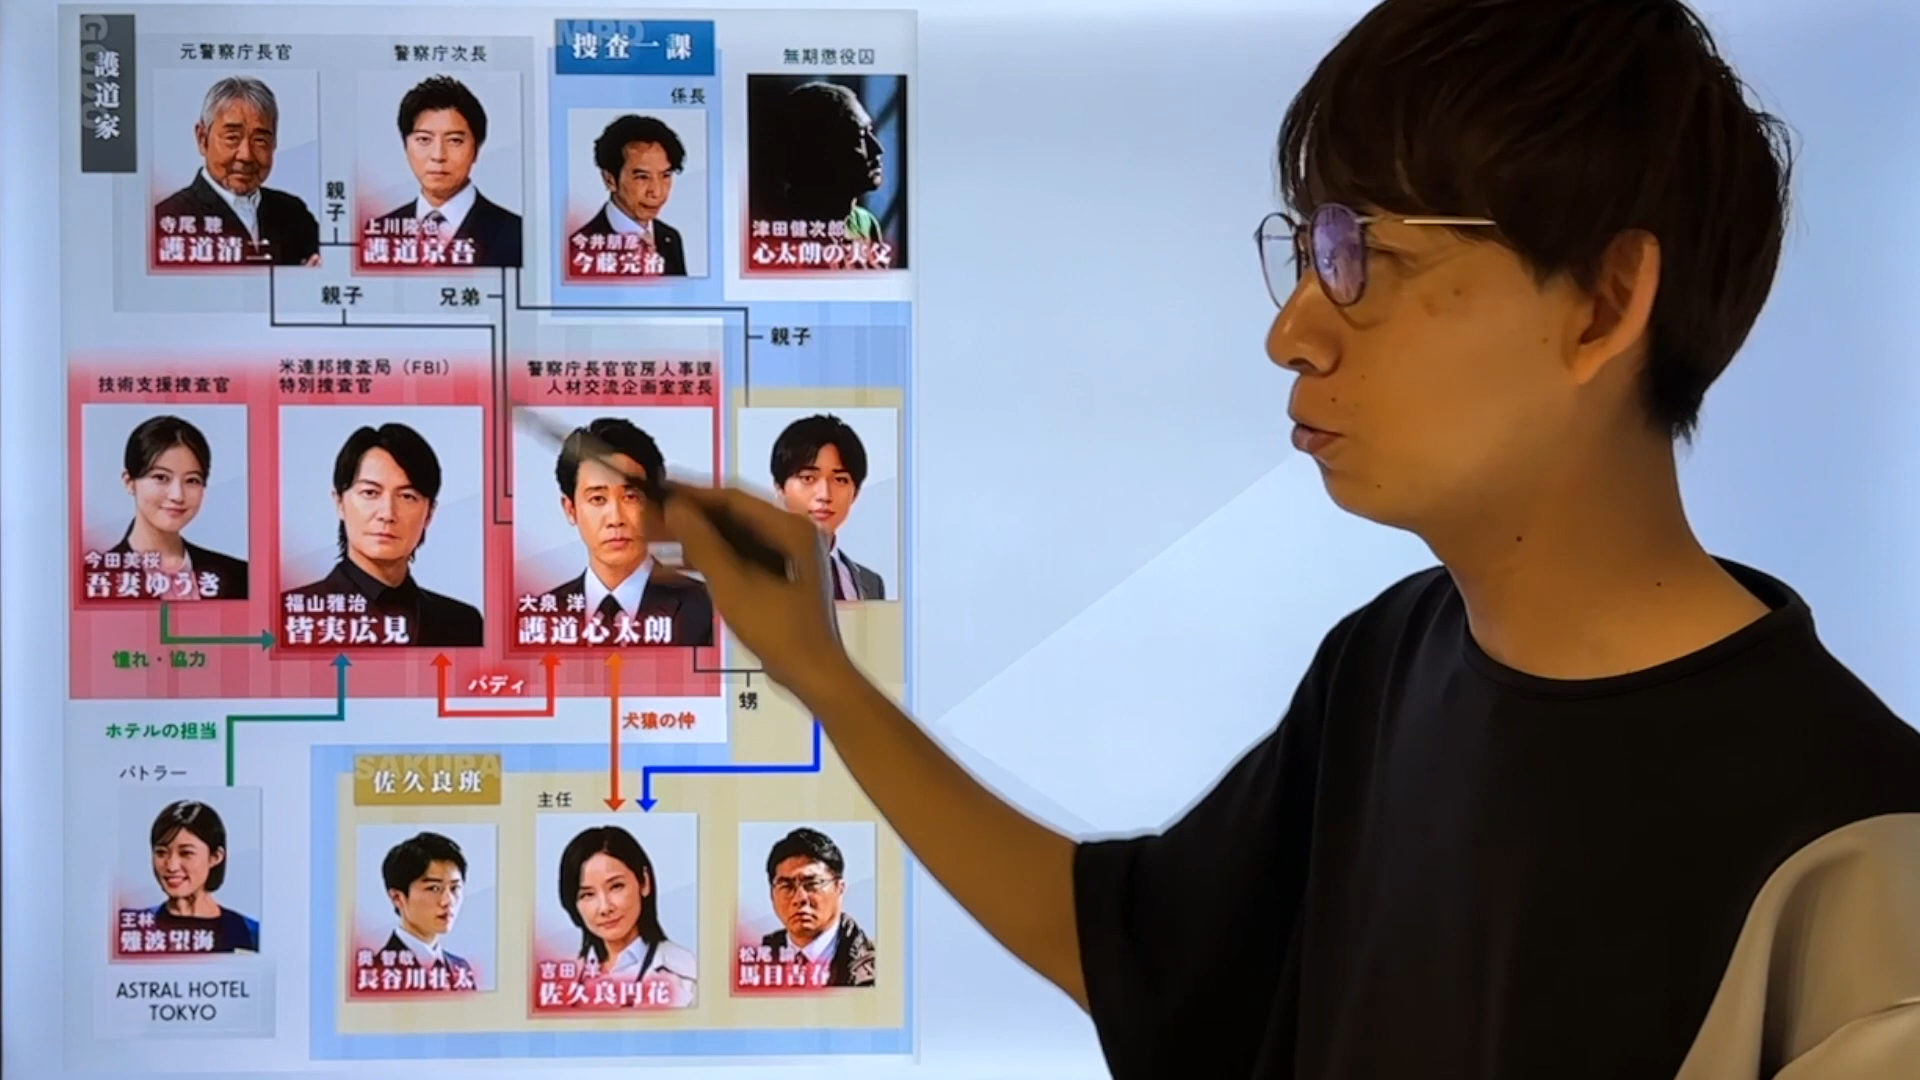 護道家
元警察庁長官
警察庁次長
MPD
捜査一課
係長
無期懲役囚
寺尾 聰
護道清二
親子
上川隆也
護道京吾
今井朋彦
今藤完治
津田健次郎
心太朗の実父
親子
兄弟
親子
技術支援捜査官
米連邦捜査局（FBI）
特別捜査官
警察庁長官官房人事課
人材交流企画室室長
今田美桜
吾妻ゆうき
福山雅治
皆実広見
大泉 洋
護道心太朗
憧れ・協力
バディ
甥
犬猿の仲
ホテルの担当
バトラー
SAKURA
佐久良班
主任
王林
難波望海
奥 智哉
長谷川壮太
吉田 羊
佐久良円花
松尾 諭
馬目吉春
ASTRAL HOTEL
TOKYO